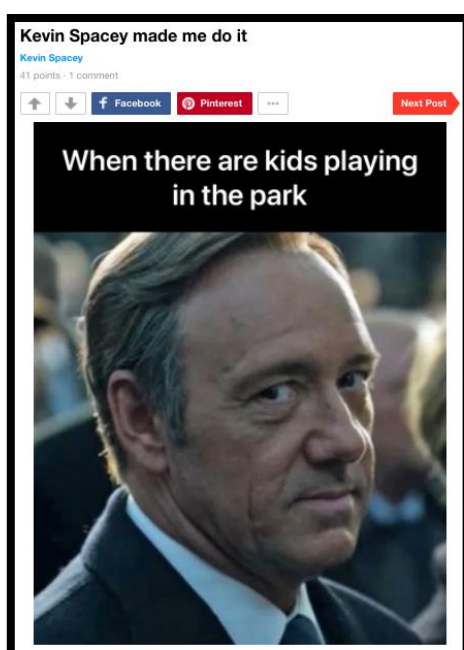 Kevin Spacey made me do it
Kevin Spacey
41 points · 1 comment
Facebook
Pinterest
Next Post
When there are kids playing
in the park